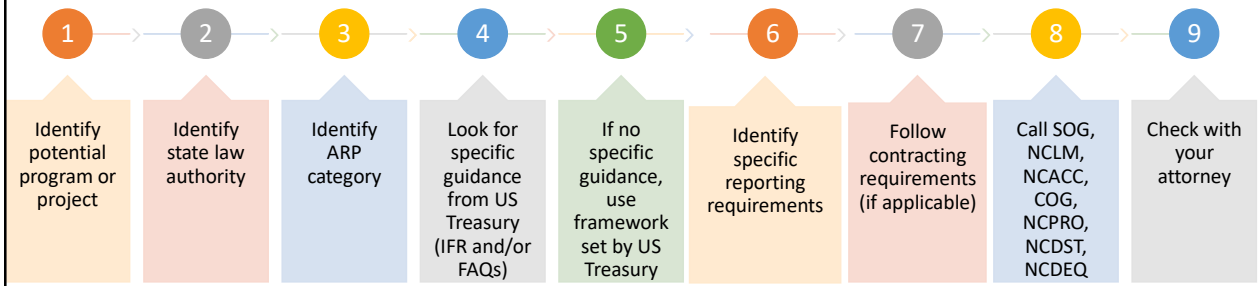 1
2
3
4
5
6
7
8
9
Identify
potential
program or
project
Identify
state law
authority
Identify
ARP
category
Look for
specific
guidance
from US
Treasury
(IFR and/or
FAQs)
If no
specific
guidance,
use
framework
set by US
Treasury
Identify
specific
reporting
requirements
Follow
contracting
requirements
(if applicable)
Call SOG,
NCLM,
NCACC,
COG,
NCPRO,
NCDST,
NCDEQ
Check with
your
attorney